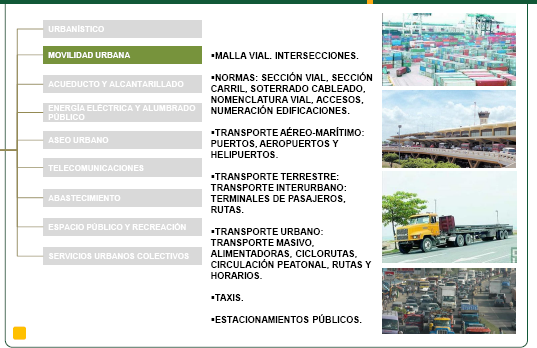 URBANÍSTICO
MOVILIDAD URBANA
ACUEDUCTO Y ALCANTARILLADO
ENERGÍA ELÉCTRICA Y ALUMBRADO
PÚBLICO
ASEO URBANO
TELECOMUNICACIONES
ABASTECIMIENTO
ESPACIO PÚBLICO Y RECREACIÓN
SERVICIOS URBANOS COLECTIVOS
▪MALLA VIAL. INTERSECCIONES.
▪NORMAS: SECCIÓN VIAL, SECCIÓN
CARRIL, SOTERRADO CABLEADO,
NOMENCLATURA VIAL, ACCESOS,
NUMERACIÓN EDIFICACIONES.
▪TRANSPORTE AÉREO-MARÍTIMO:
PUERTOS, AEROPUERTOS Y
HELIPUERTOS.
▪TRANSPORTE TERRESTRE:
TRANSPORTE INTERURBANO:
TERMINALES DE PASAJEROS,
RUTAS.
▪TRANSPORTE URBANO:
TRANSPORTE MASIVO,
ALIMENTADORAS, CICLORUTAS,
CIRCULACIÓN PEATONAL, RUTAS Y
HORARIOS.
▪TAXIS.
▪ESTACIONAMIENTOS PÚBLICOS.